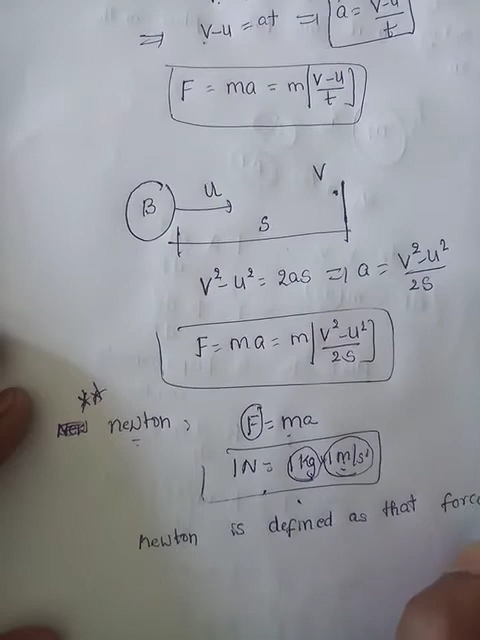 ⇒ v-u = at ⇒ a = v-u/t
F = ma = m[v-u/t]
B u s v
v²-u² = 2as ⇒ a = v²-u²/2s
F = ma = m[v²-u²/2s]
**
newton : F = ma
1N = 1kg × 1m/s²
newton is defined as that force